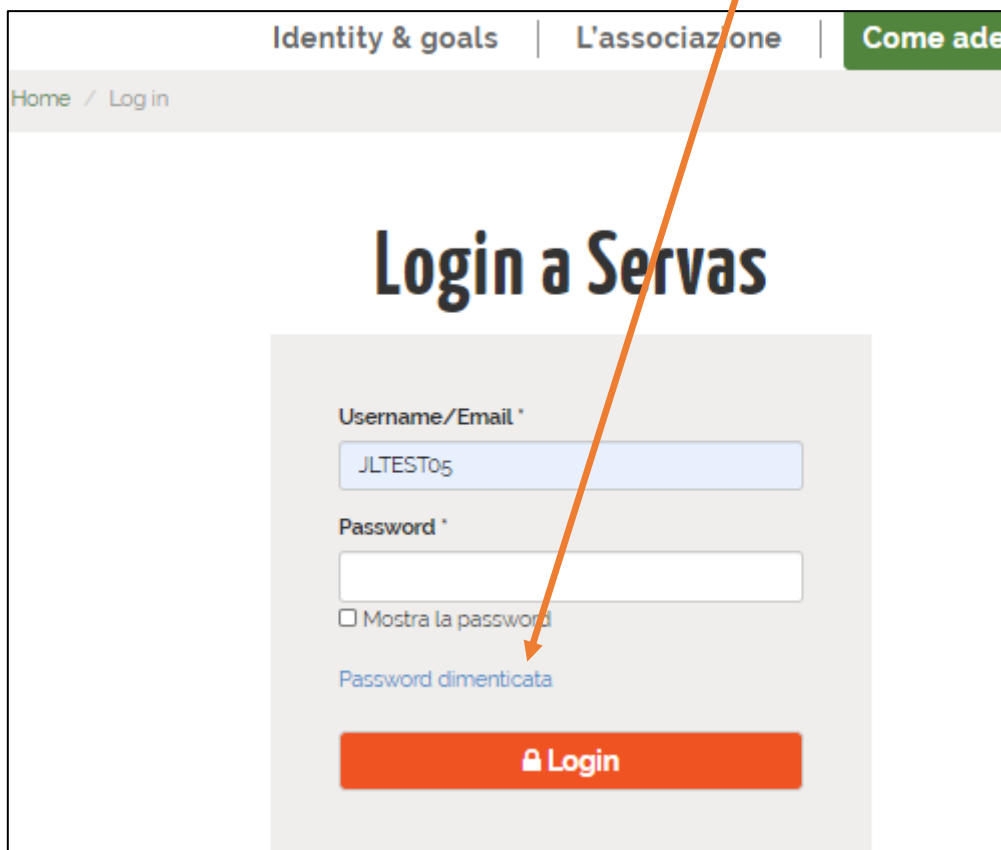 Identity & goals | L'associazione | Come ade
Home / Log in
Login a Servas
Username/Email *
JLTEST05
Password *
Mostra la password
Password dimenticata
Login